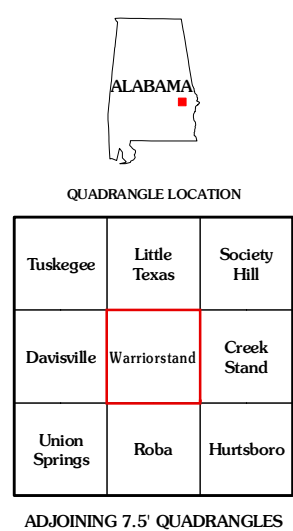 ALABAMA
QUADRANGLE LOCATION
Tuskegee
Little
Texas
Society
Hill
Davisville
Warriorstand
Creek
Stand
Union
Springs
Roba
Hurtsboro
ADJOINING 7.5' QUADRANGLES